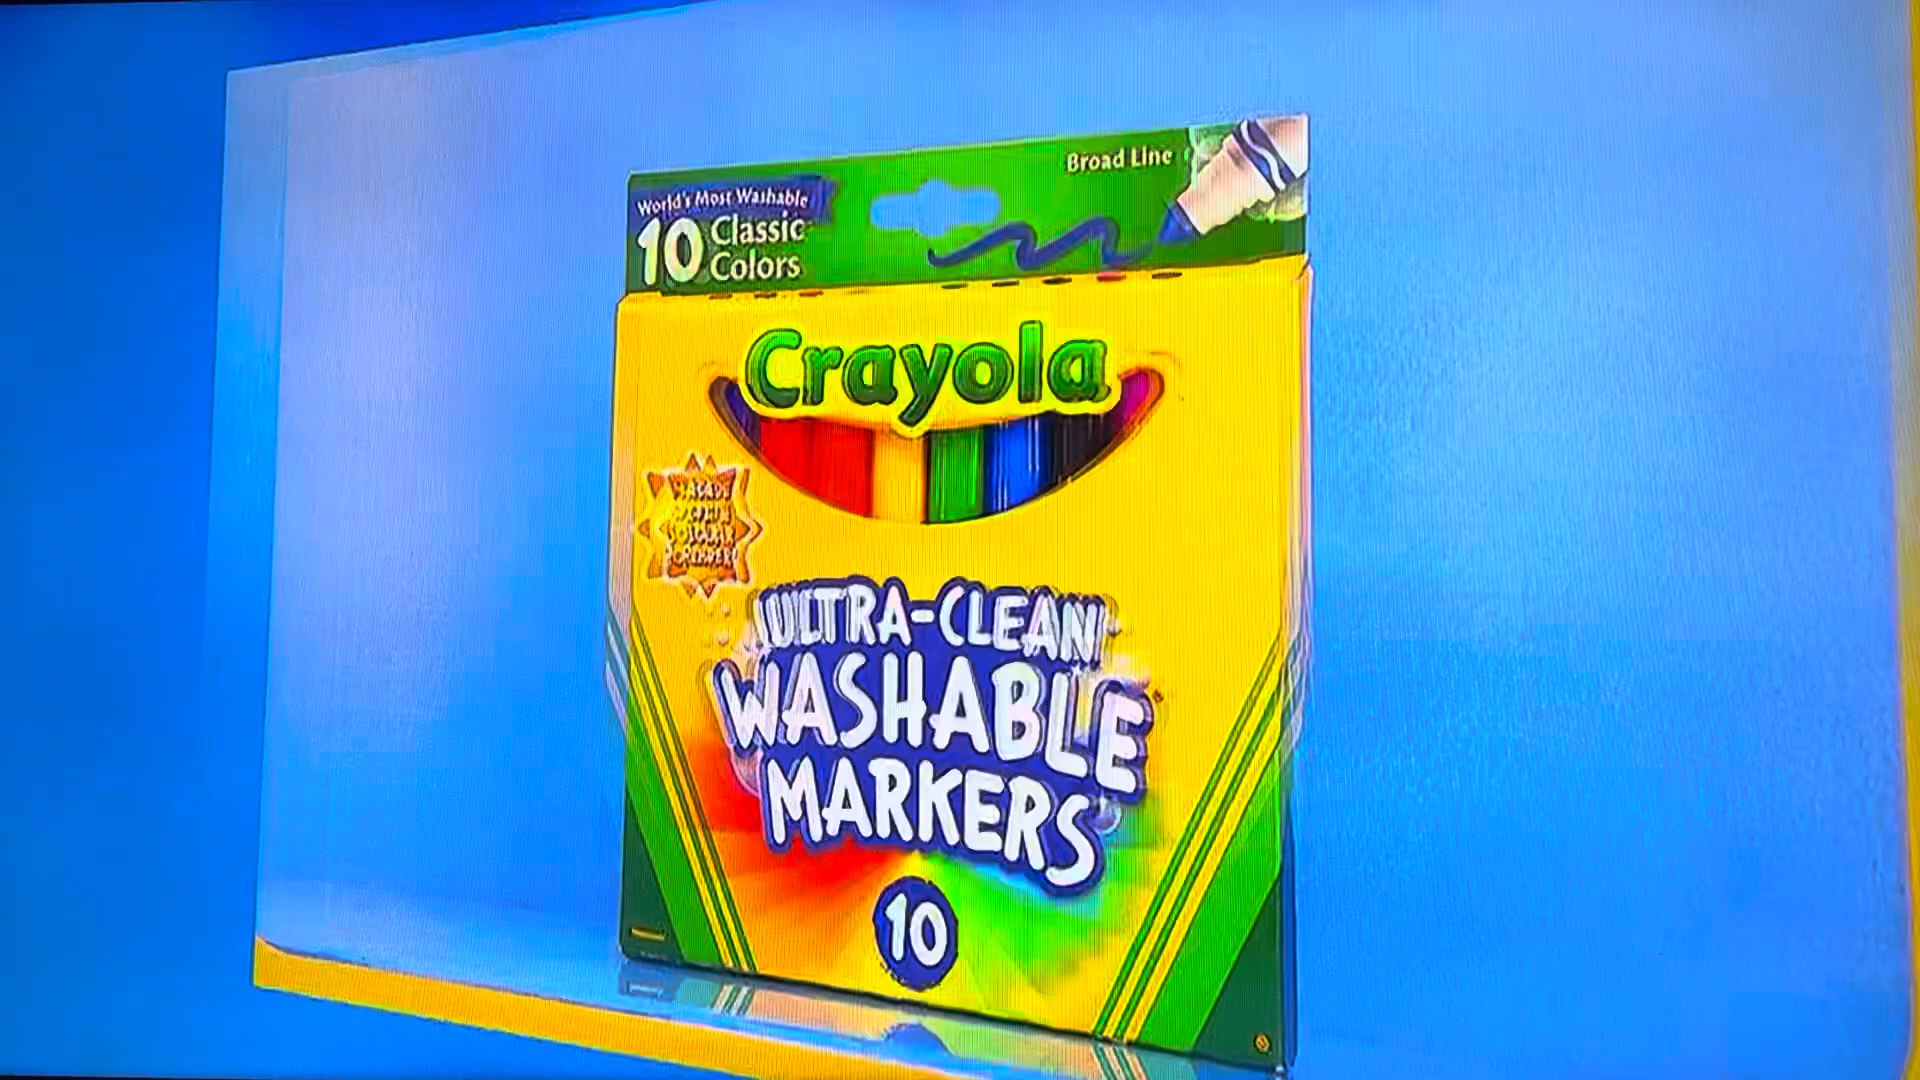 World's Most Washable
10 Classic
Colors
Broad Line
Crayola
ULTRA-CLEAN
WASHABLE
MARKERS
10